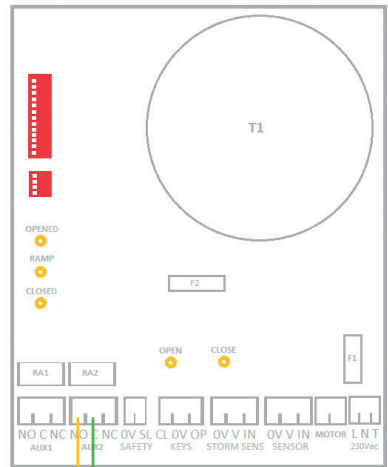 T1
OPENED
RAMP
CLOSED
F2
OPEN CLOSE
F1
RA1 RA2
NO C NC NO C NC 0V SL CL 0V OP 0V V IN 0V V IN MOTOR L N T
AUX1 AUX2 SAFETY KEYS STORM SENS SENSOR 230Vac